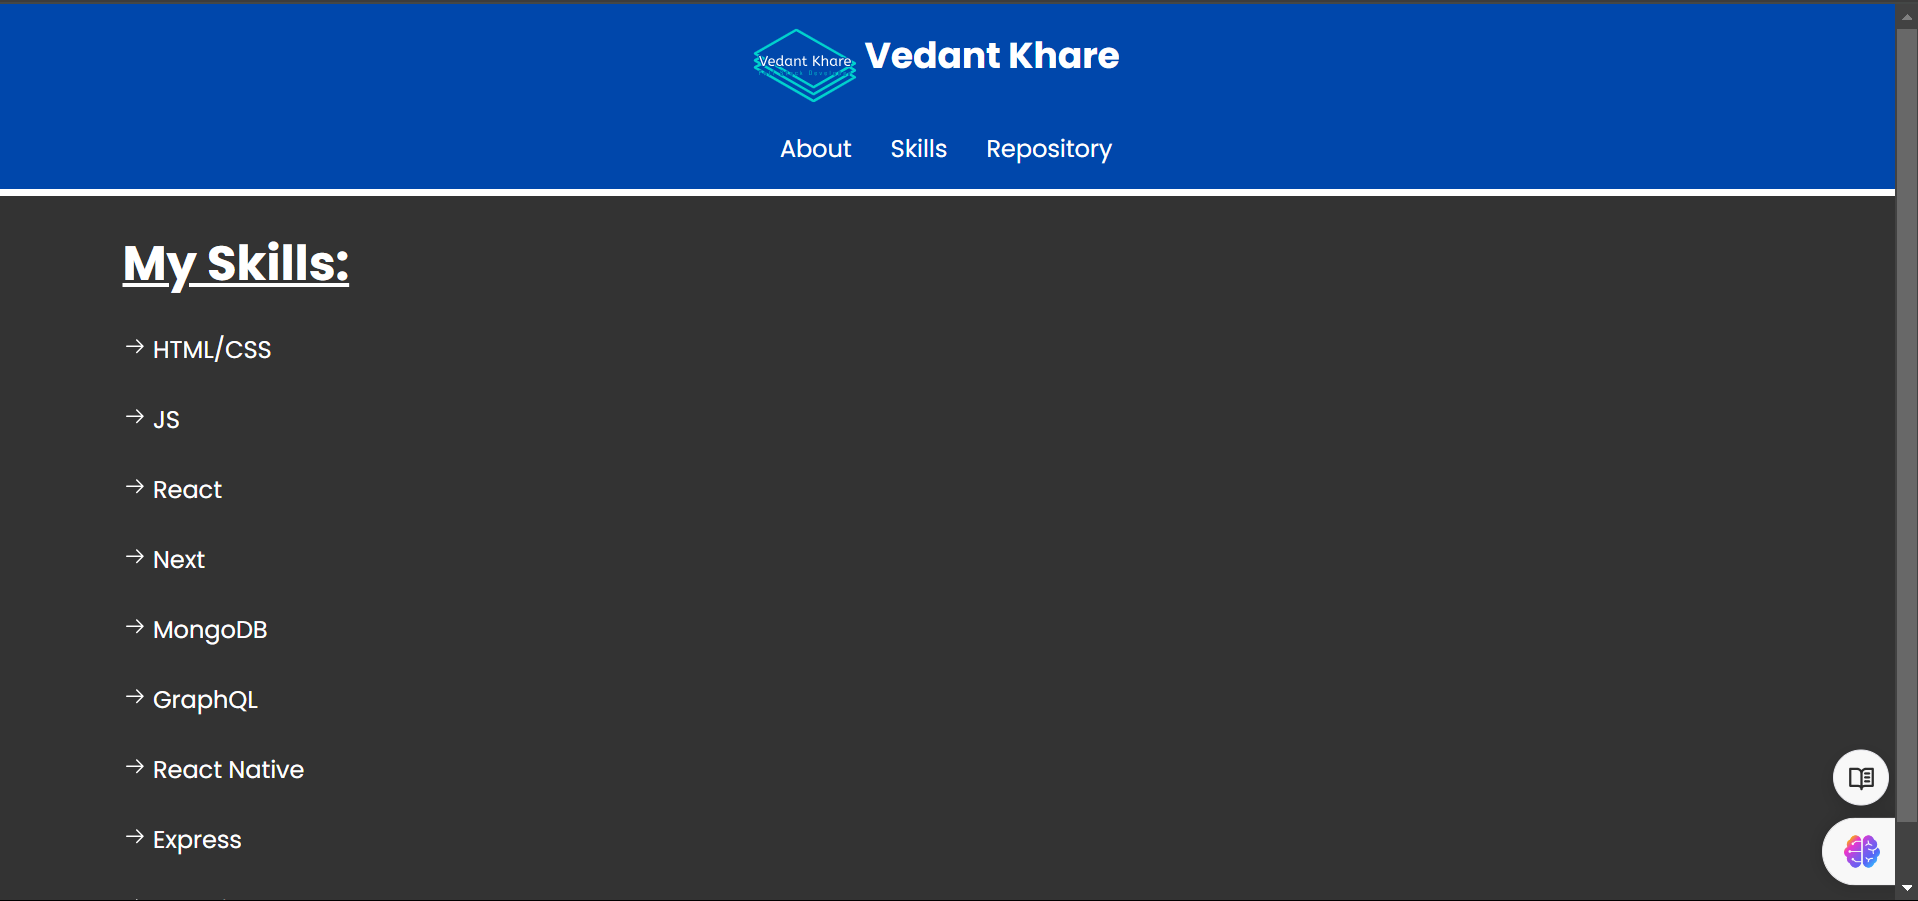 Vedant Khare
Vedant Khare
About Skills Repository
My Skills:
→ HTML/CSS
→ JS
→ React
→ Next
→ MongoDB
→ GraphQL
→ React Native
→ Express